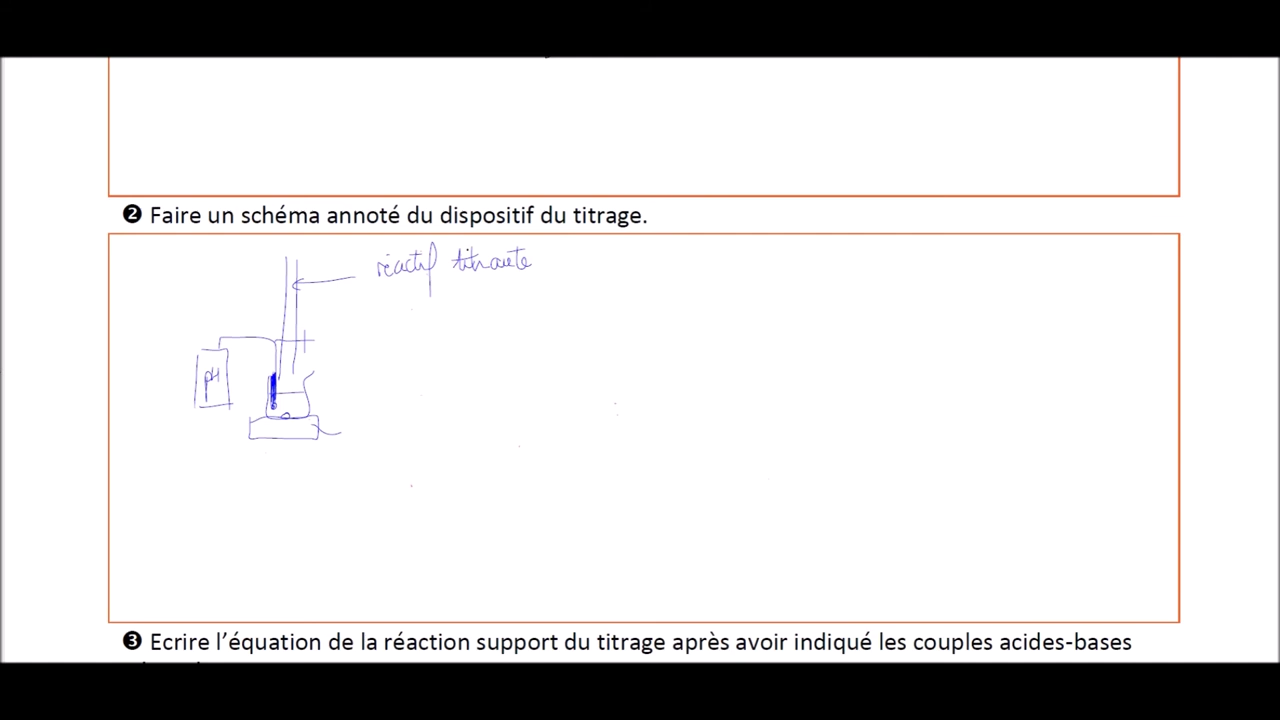 ❷ Faire un schéma annoté du dispositif du titrage.
réactif titrante
pH
❸ Ecrire l'équation de la réaction support du titrage après avoir indiqué les couples acides-bases